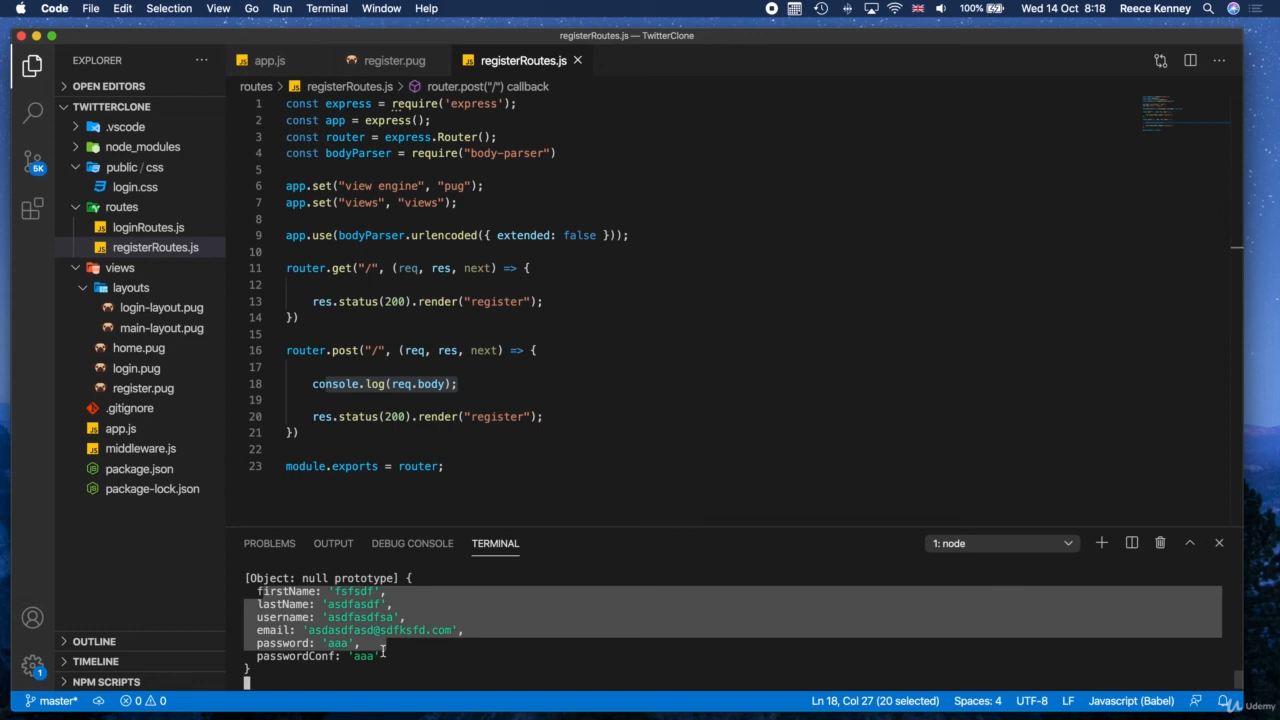 Code File Edit Selection View Go Run Terminal Window Help 100% Wed 14 Oct 8:18 Reece Kenney
registerRoutes.js — TwitterClone
EXPLORER
app.js register.pug registerRoutes.js
routes > registerRoutes.js > router.post("/") callback
OPEN EDITORS
TWITTERCLONE
.vscode
node_modules
public / css
login.css
routes
loginRoutes.js
registerRoutes.js
views
layouts
login-layout.pug
main-layout.pug
home.pug
login.pug
register.pug
.gitignore
app.js
middleware.js
package.json
package-lock.json
OUTLINE
TIMELINE
NPM SCRIPTS
5K
1
1 const express = require('express');
2 const app = express();
3 const router = express.Router();
4 const bodyParser = require("body-parser")
5
6 app.set("view engine", "pug");
7 app.set("views", "views");
8
9 app.use(bodyParser.urlencoded({ extended: false }));
10
11 router.get("/", (req, res, next) => {
12
13 res.status(200).render("register");
14 })
15
16 router.post("/", (req, res, next) => {
17
18 console.log(req.body);
19
20 res.status(200).render("register");
21 })
22
23 module.exports = router;
PROBLEMS OUTPUT DEBUG CONSOLE TERMINAL 1: node
[Object: null prototype] {
firstName: 'fsfsdf',
lastName: 'asdfasdf',
username: 'asdfasdfsa',
email: 'asdasdfasd@sdfksfd.com',
password: 'aaa',
passwordConf: 'aaa'
}
master* 0 0 Ln 18, Col 27 (20 selected) Spaces: 4 UTF-8 LF Javascript (Babel)
Udemy